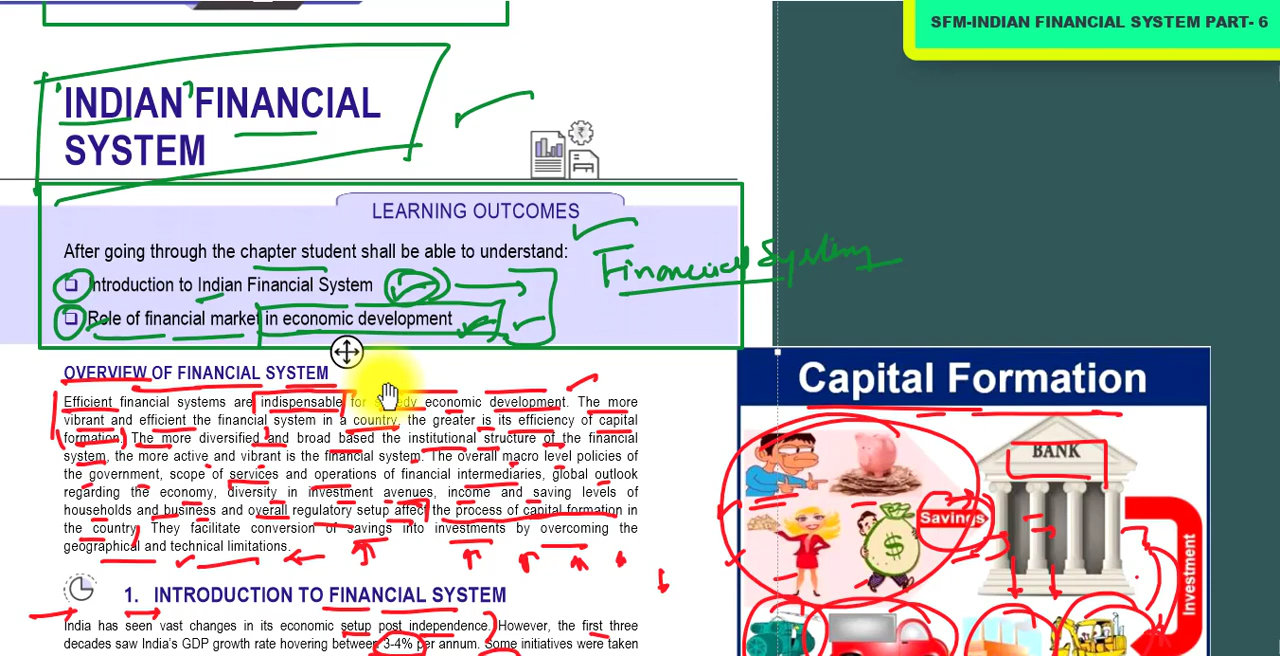 SFM-INDIAN FINANCIAL SYSTEM PART- 6
INDIAN FINANCIAL
SYSTEM
LEARNING OUTCOMES
After going through the chapter student shall be able to understand:
Introduction to Indian Financial System
Role of financial market in economic development
Financial System
OVERVIEW OF FINANCIAL SYSTEM
Efficient financial systems are indispensable for steady economic development. The more
vibrant and efficient the financial system in a country, the greater is its efficiency of capital
formation. The more diversified and broad based the institutional structure of the financial
system, the more active and vibrant is the financial system. The overall macro level policies of
the government, scope of services and operations of financial intermediaries, global outlook
regarding the economy, diversity in investment avenues, income and saving levels of
households and business and overall regulatory setup affect the process of capital formation in
the country. They facilitate conversion of savings into investments by overcoming the
geographical and technical limitations.
1. INTRODUCTION TO FINANCIAL SYSTEM
India has seen vast changes in its economic setup post independence. However, the first three
decades saw India's GDP growth rate hovering between 3-4% per annum. Some initiatives were taken
Capital Formation
BANK
Savings
Investment